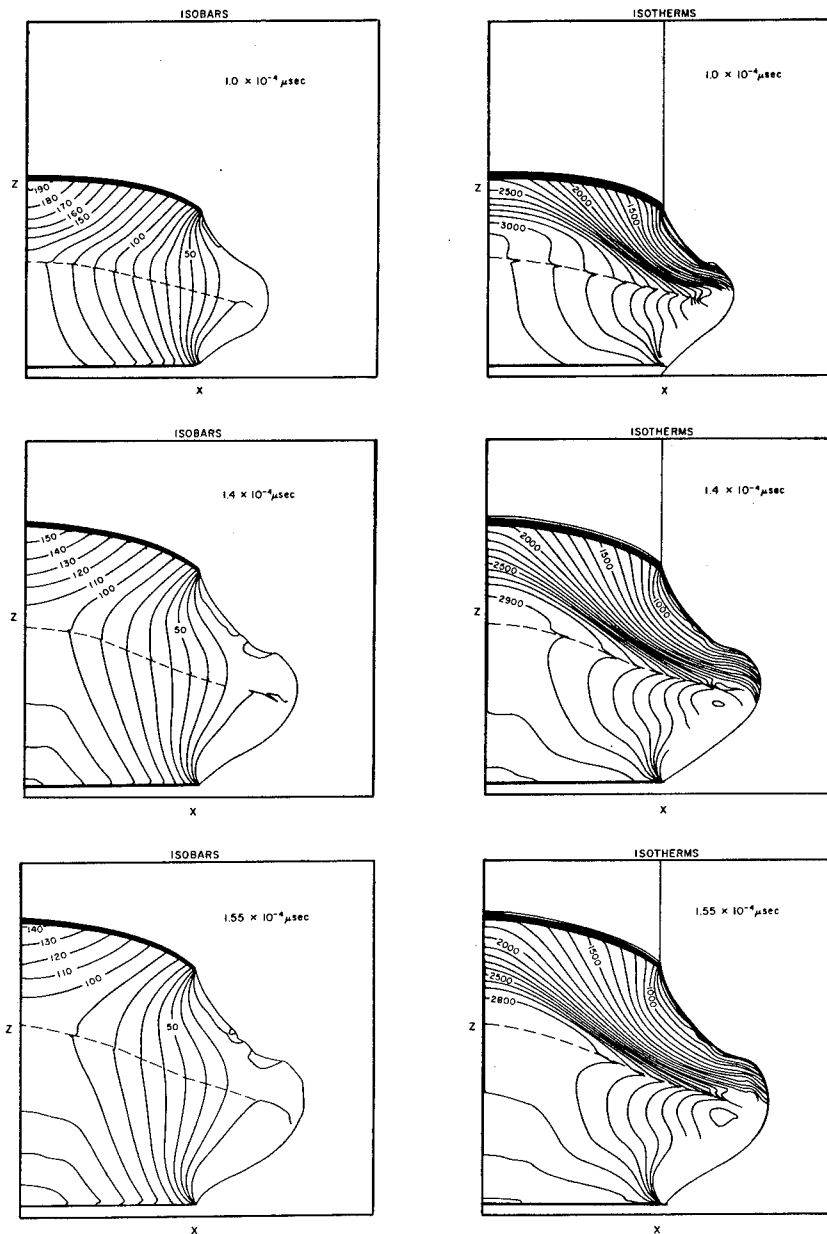 ISOBARS
1.0 × 10⁻⁴ μsec
Z
190
180
170
160
150
100
50
X
ISOTHERMS
1.0 × 10⁻⁴ μsec
Z
2500
2000
1500
3000
X
ISOBARS
1.4 × 10⁻⁴ μsec
150
140
130
120
110
100
50
Z
X
ISOTHERMS
1.4 × 10⁻⁴ μsec
2000
1500
2500
1000
2900
Z
X
ISOBARS
1.55 × 10⁻⁴ μsec
140
130
120
110
100
50
Z
X
ISOTHERMS
1.55 × 10⁻⁴ μsec
2000
1500
2500
1000
2800
Z
X